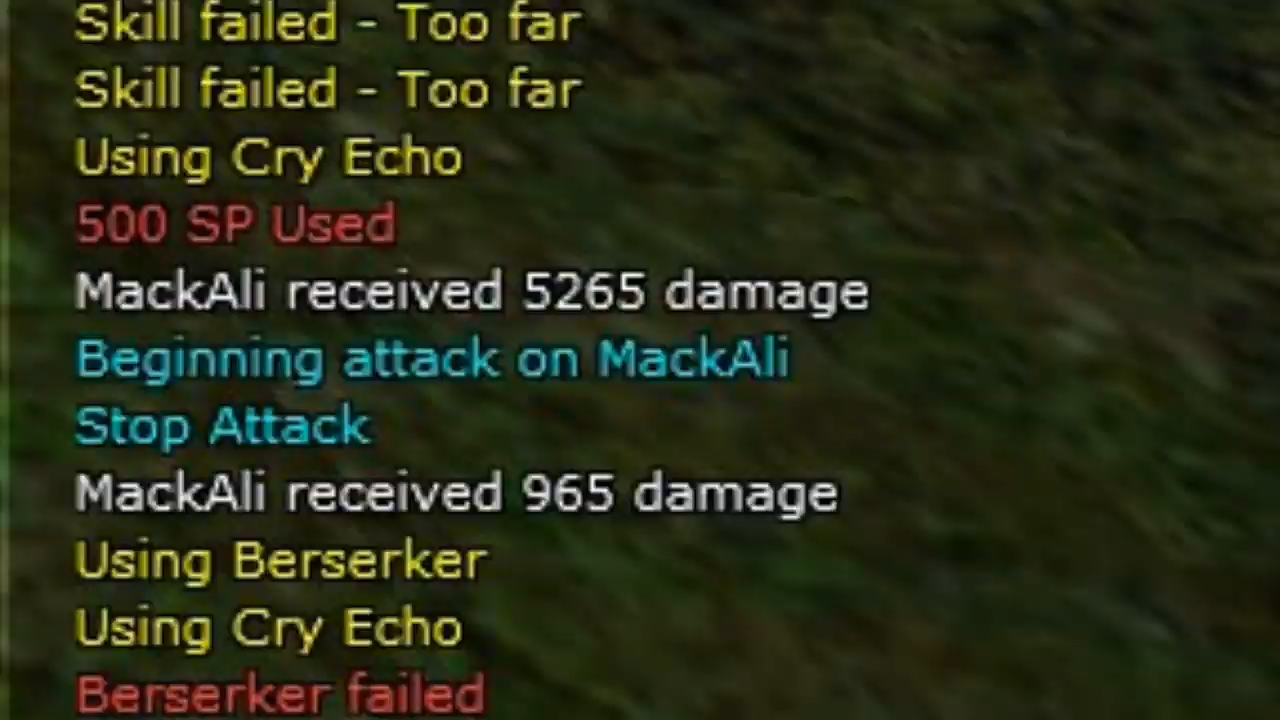 Skill failed - Too far
Skill failed - Too far
Using Cry Echo
500 SP Used
MackAli received 5265 damage
Beginning attack on MackAli
Stop Attack
MackAli received 965 damage
Using Berserker
Using Cry Echo
Berserker failed